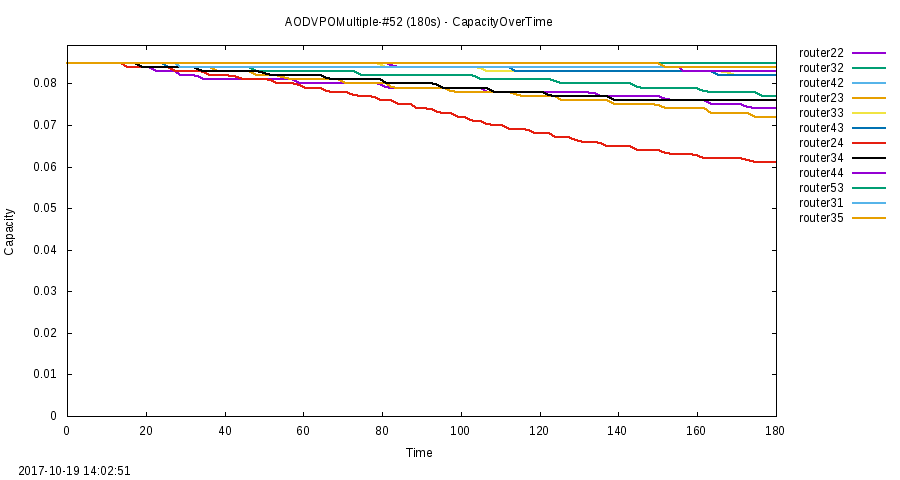 AODVPOMultiple-#52 (180s) - CapacityOverTime
router22
router32
router42
router23
router33
router43
router24
router34
router44
router53
router31
router35
0.08
0.07
0.06
0.05
0.04
0.03
0.02
0.01
0
Capacity
0 20 40 60 80 100 120 140 160 180
Time
2017-10-19 14:02:51